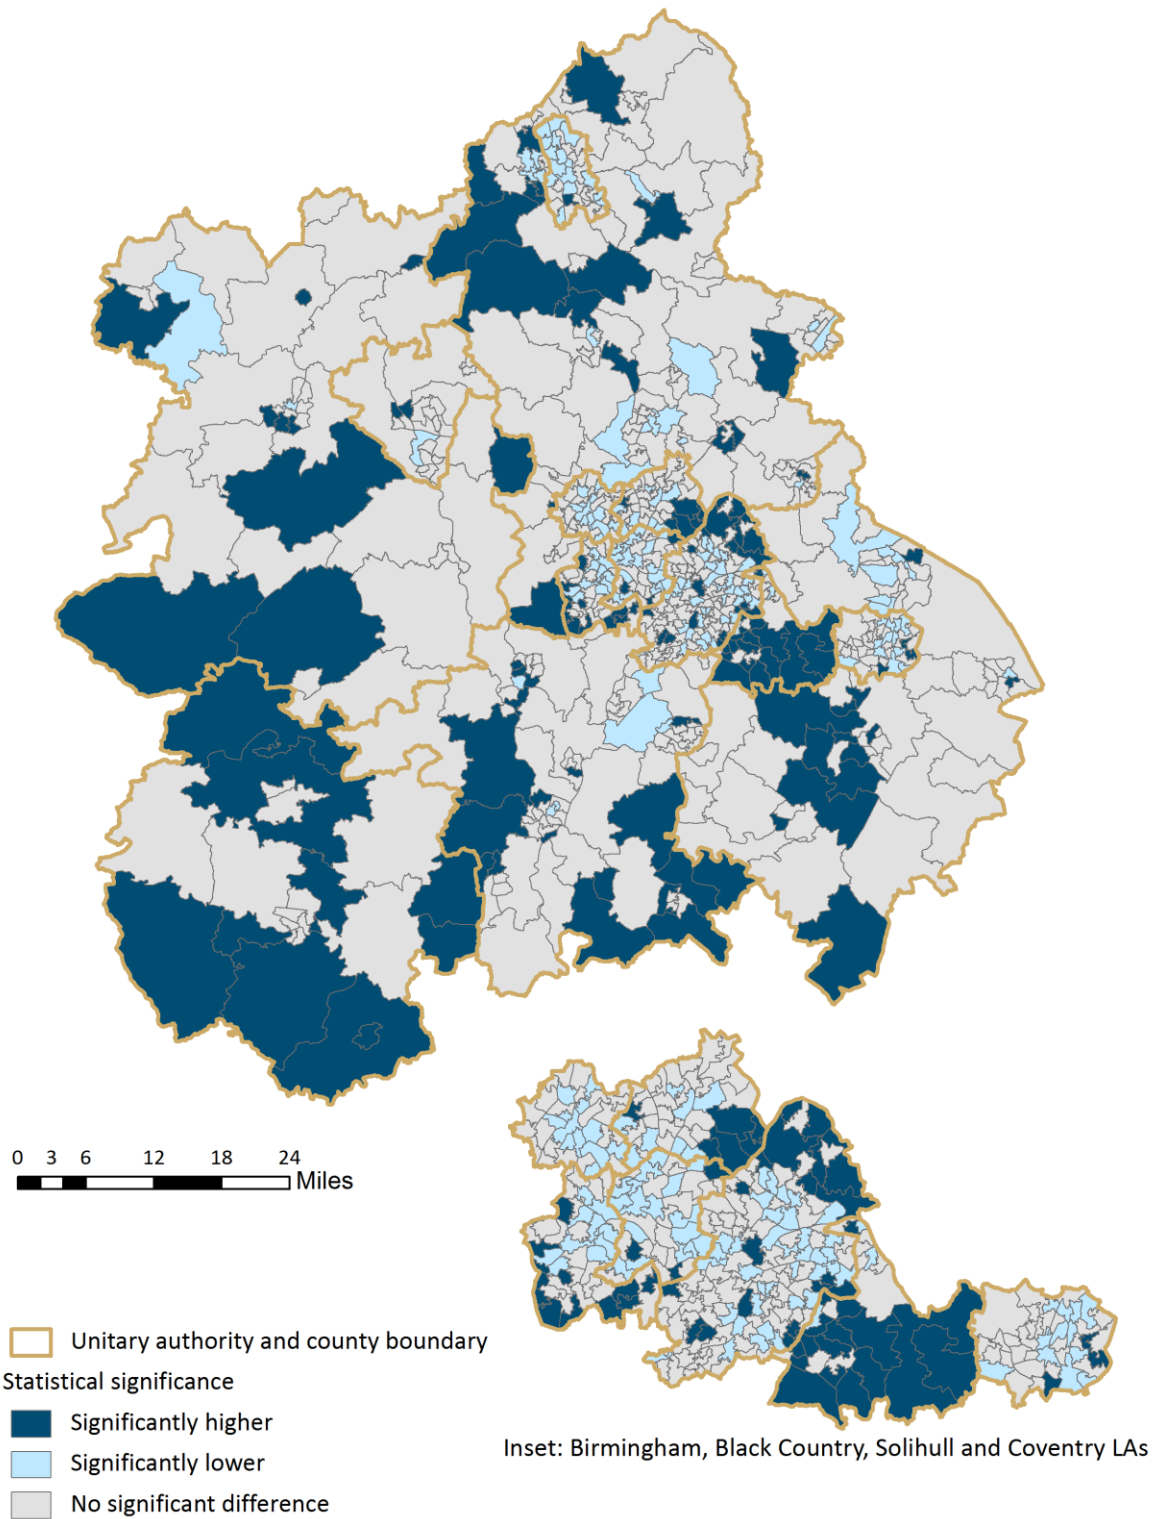 0 3 6 12 18 24
Miles
Unitary authority and county boundary
Statistical significance
Significantly higher
Significantly lower
No significant difference
Inset: Birmingham, Black Country, Solihull and Coventry LAs